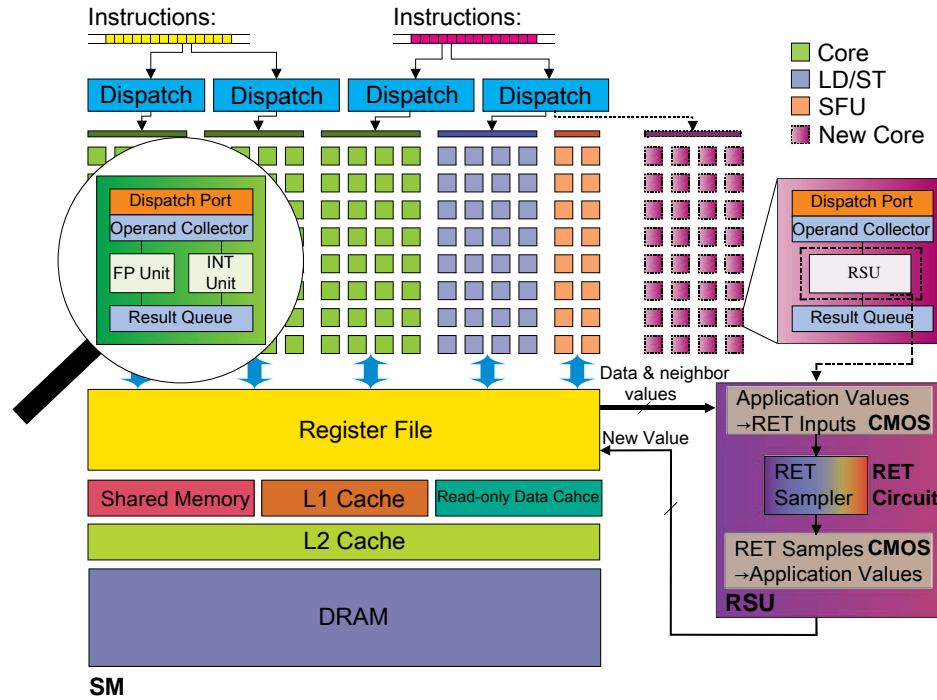 Instructions:
Instructions:
Dispatch
Dispatch
Dispatch
Dispatch
Core
LD/ST
SFU
New Core
Dispatch Port
Operand Collector
FP Unit
INT
Unit
Result Queue
Dispatch Port
Operand Collector
RSU
Result Queue
Data & neighbor
values
Register File
New Value
Application Values
→RET Inputs CMOS
RET
Sampler
RET
Circuit
RET Samples CMOS
→Application Values
RSU
Shared Memory
L1 Cache
Read-only Data Cahce
L2 Cache
DRAM
SM